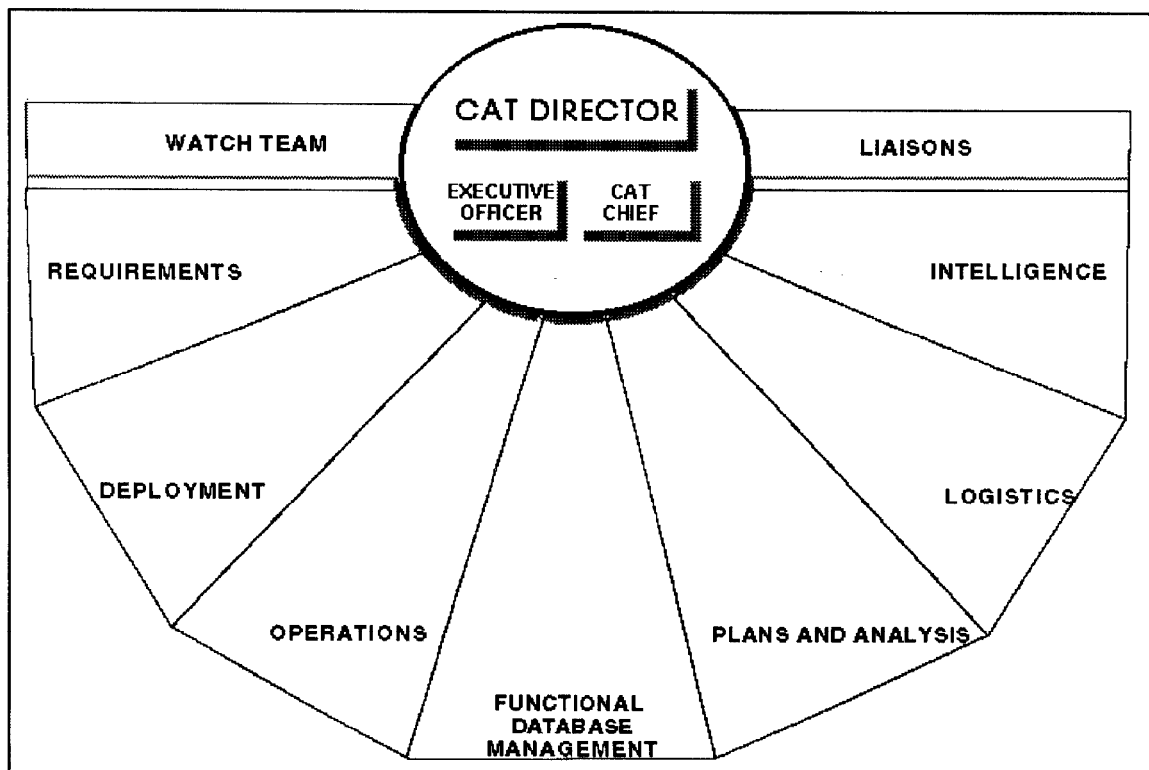 CAT DIRECTOR
EXECUTIVE
OFFICER
CAT
CHIEF
WATCH TEAM
LIAISONS
REQUIREMENTS
INTELLIGENCE
DEPLOYMENT
LOGISTICS
OPERATIONS
PLANS AND ANALYSIS
FUNCTIONAL
DATABASE
MANAGEMENT